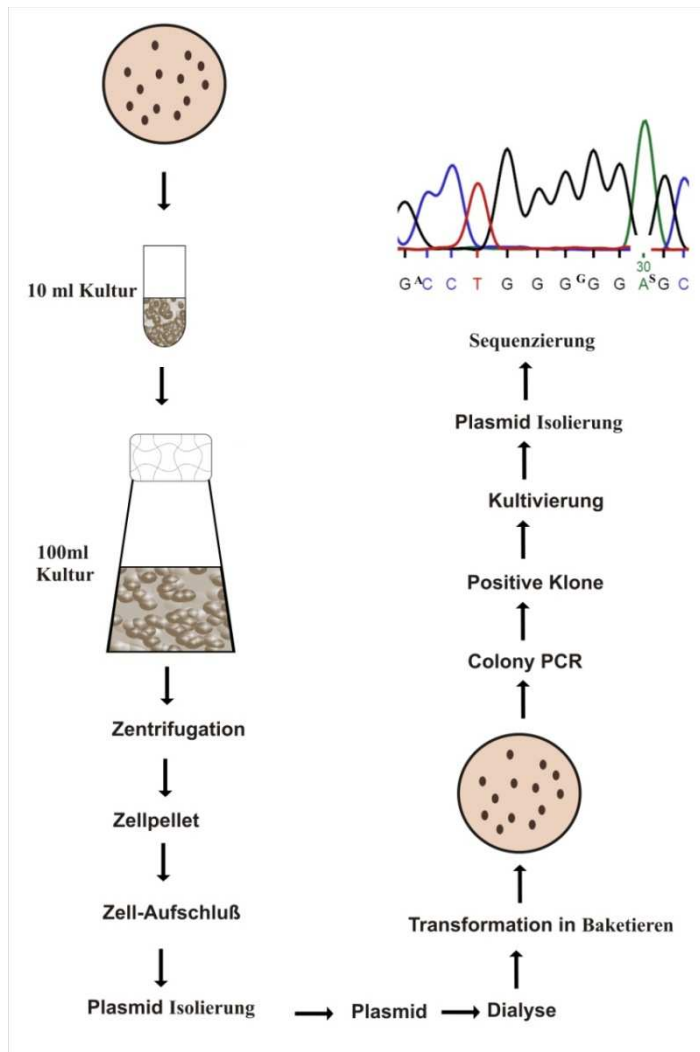 10 ml Kultur
100ml
Kultur
Zentrifugation
Zellpellet
Zell-Aufschluß
Plasmid Isolierung
Plasmid
Dialyse
Transformation in Baketieren
Colony PCR
Positive Klone
Kultivierung
Plasmid Isolierung
Sequenzierung
30
G A C C T G G G G G G A S G C